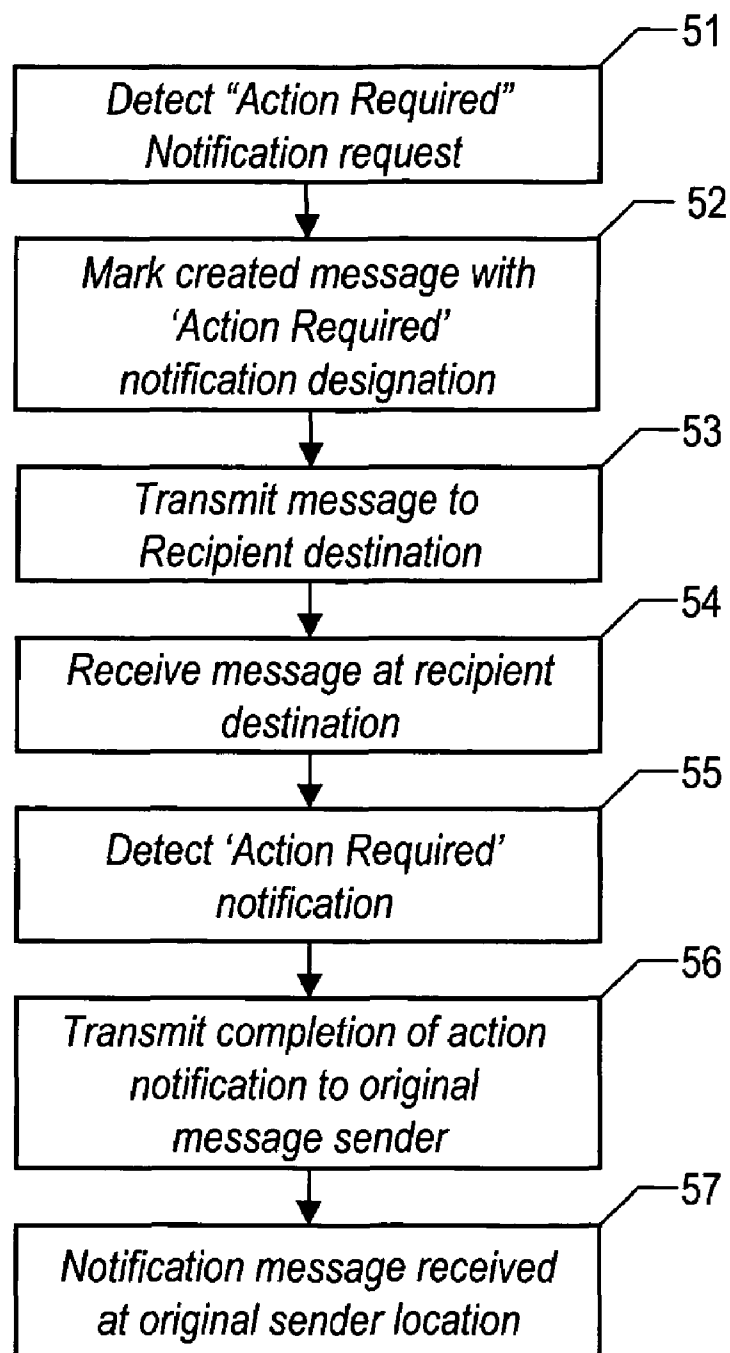 51
Detect “Action Required”
Notification request
52
Mark created message with
‘Action Required’
notification designation
53
Transmit message to
Recipient destination
54
Receive message at recipient
destination
55
Detect ‘Action Required’
notification
56
Transmit completion of action
notification to original
message sender
57
Notification message received
at original sender location